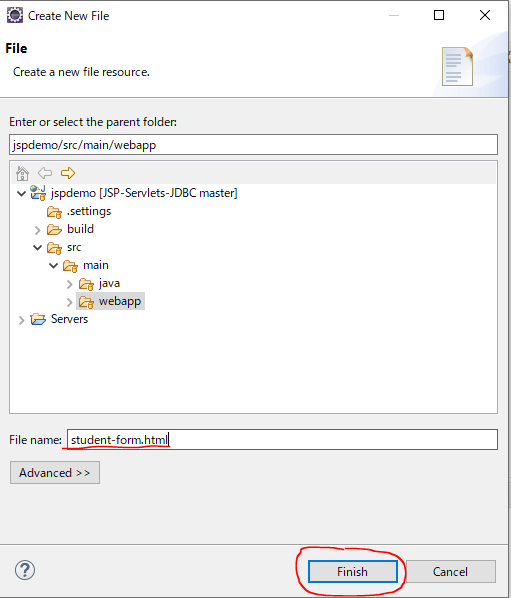 Create New File
File
Create a new file resource.
Enter or select the parent folder:
jspdemo/src/main/webapp
jspdemo [JSP-Servlets-JDBC master]
.settings
build
src
main
java
webapp
Servers
File name: student-form.html
Advanced >>
?
Finish Cancel